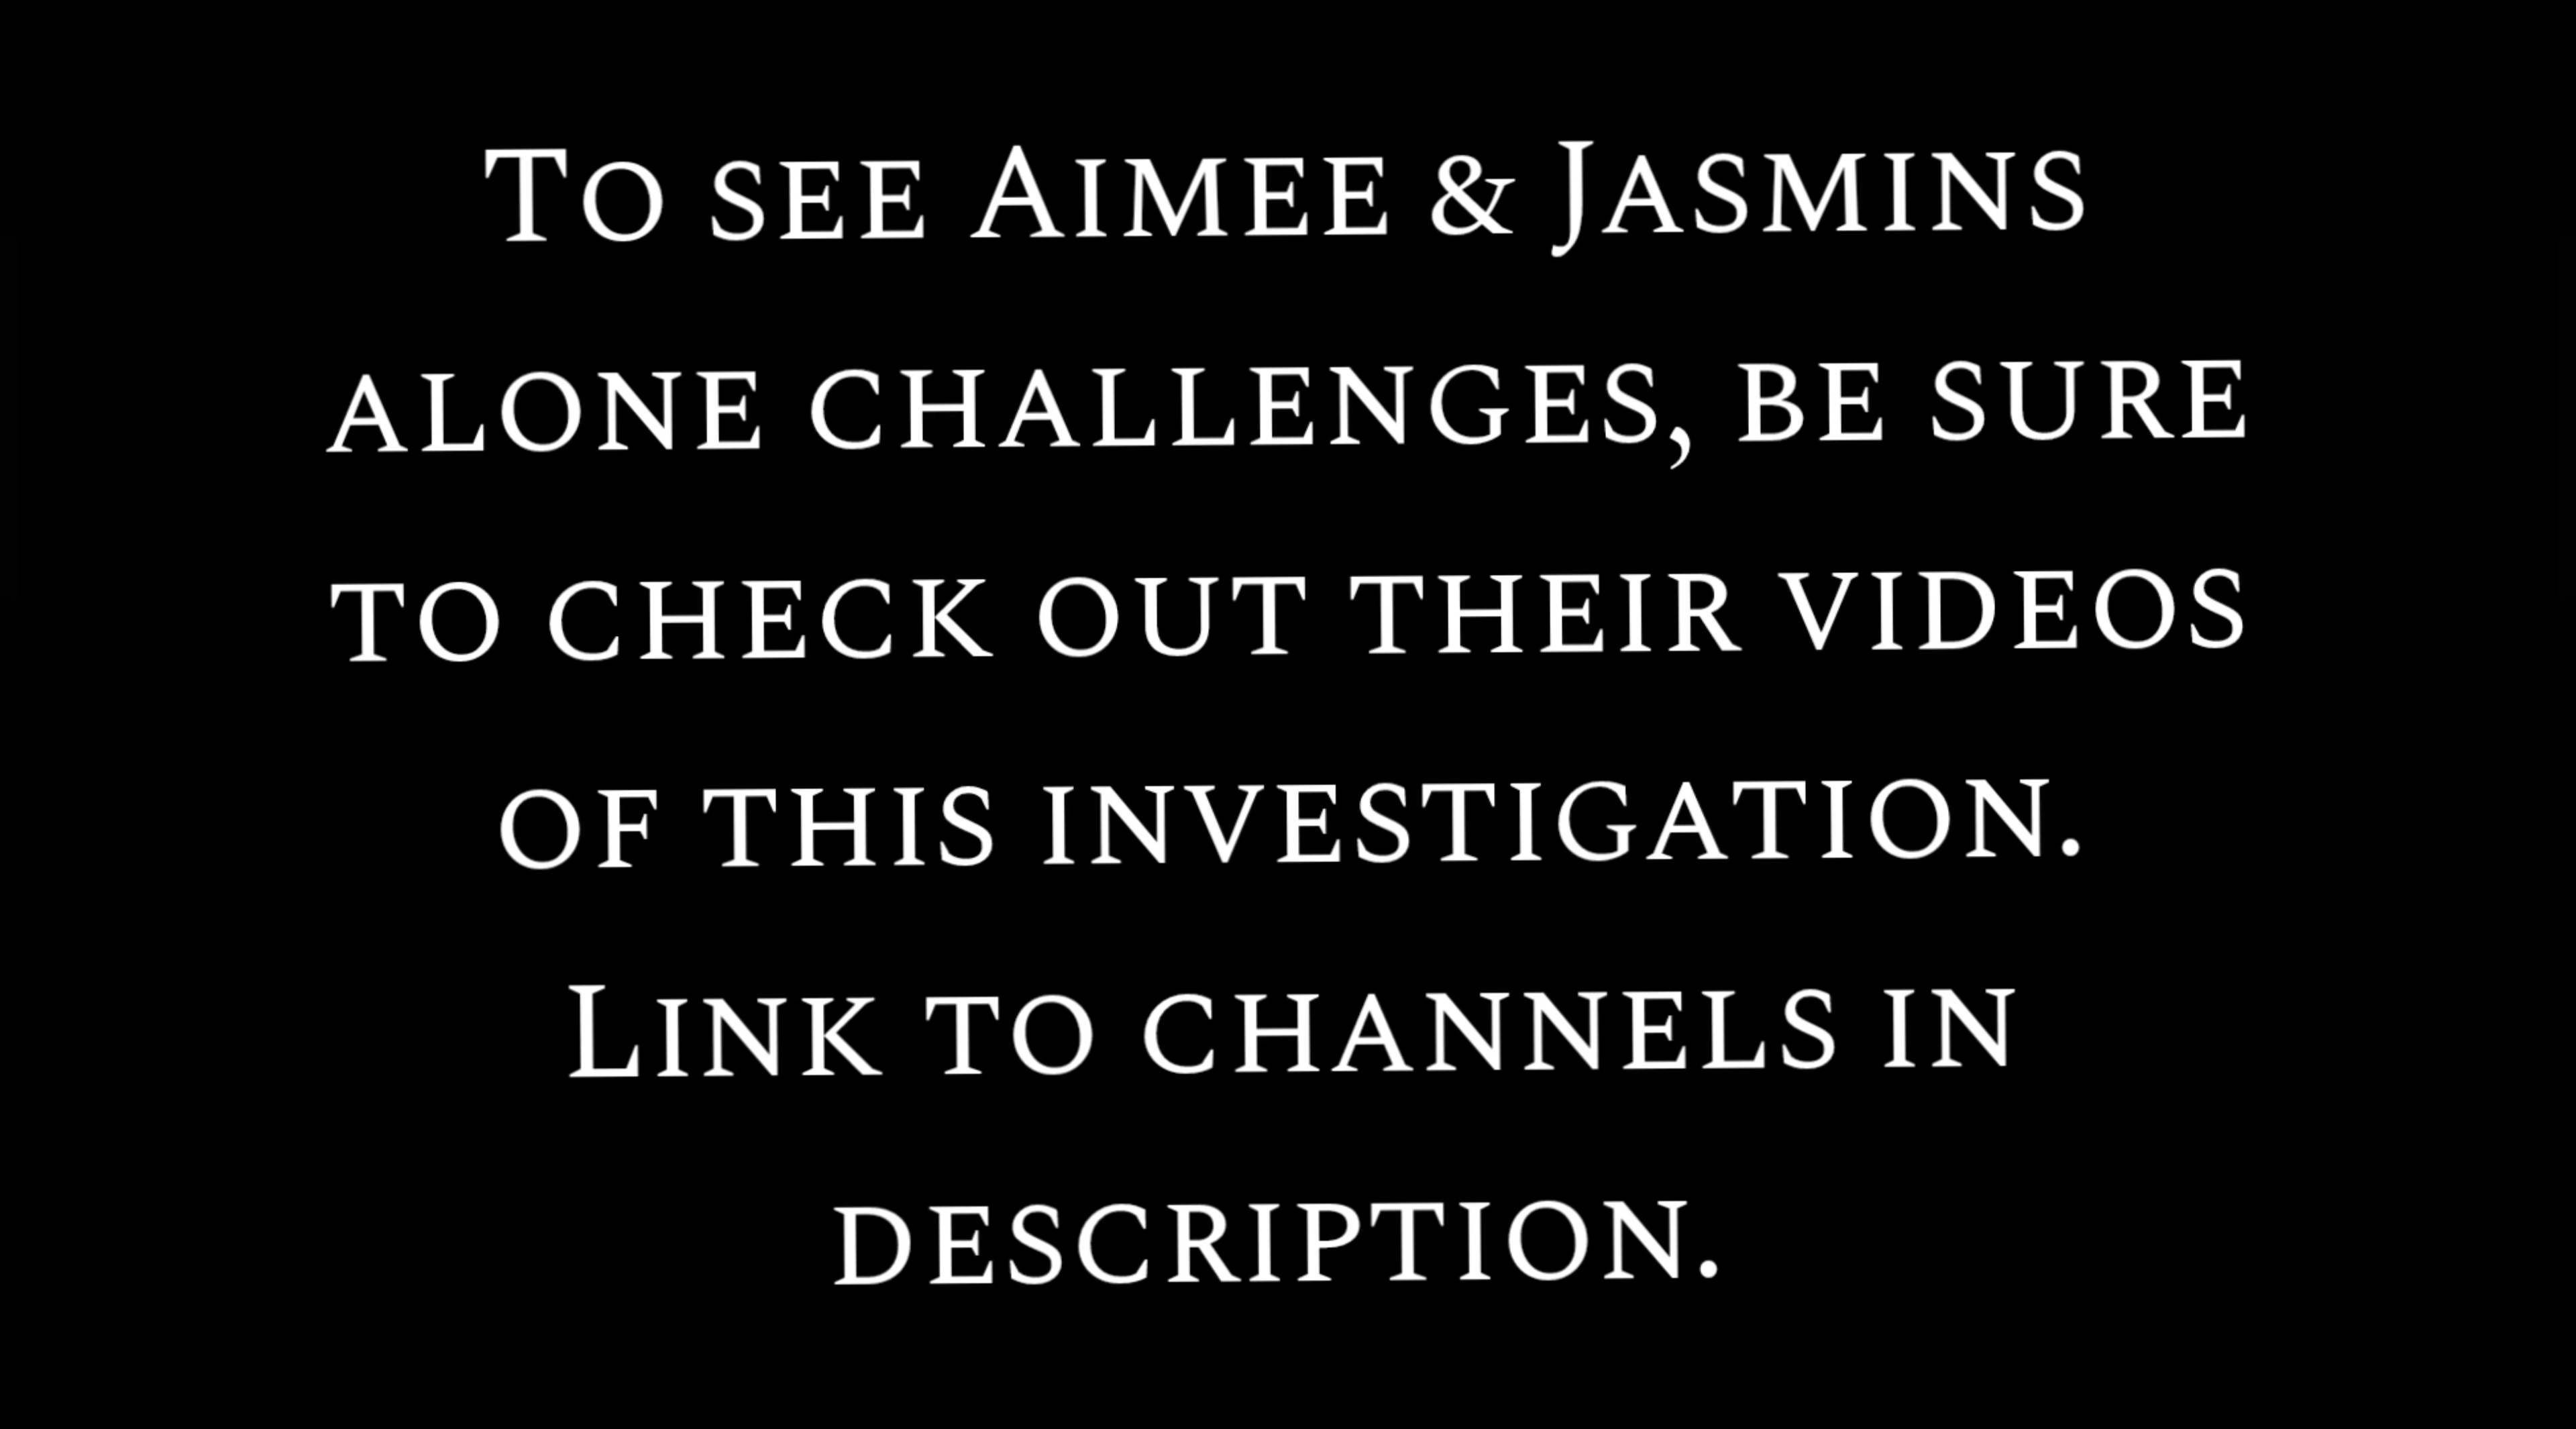 To see Aimee & Jasmins
alone challenges, be sure
to check out their videos
of this investigation.
Link to channels in
description.